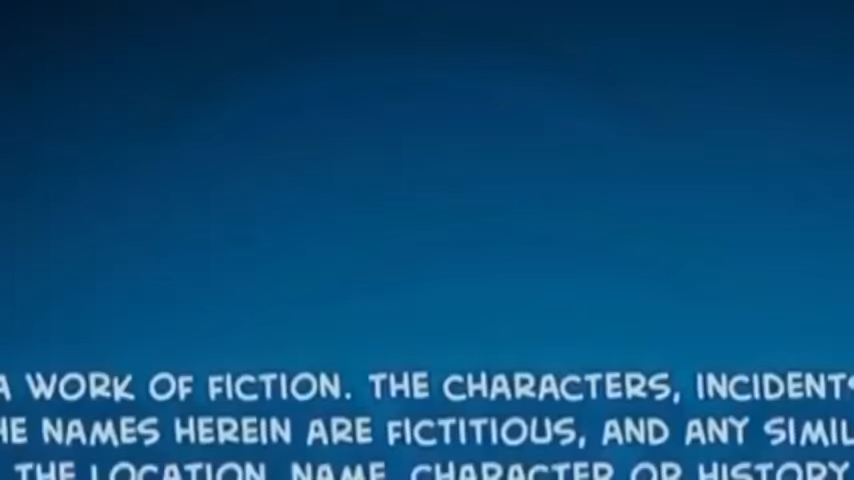 A WORK OF FICTION. THE CHARACTERS, INCIDENTS
HE NAMES HEREIN ARE FICTITIOUS, AND ANY SIMIL
THE LOCATION, NAME, CHARACTER OR HISTORY